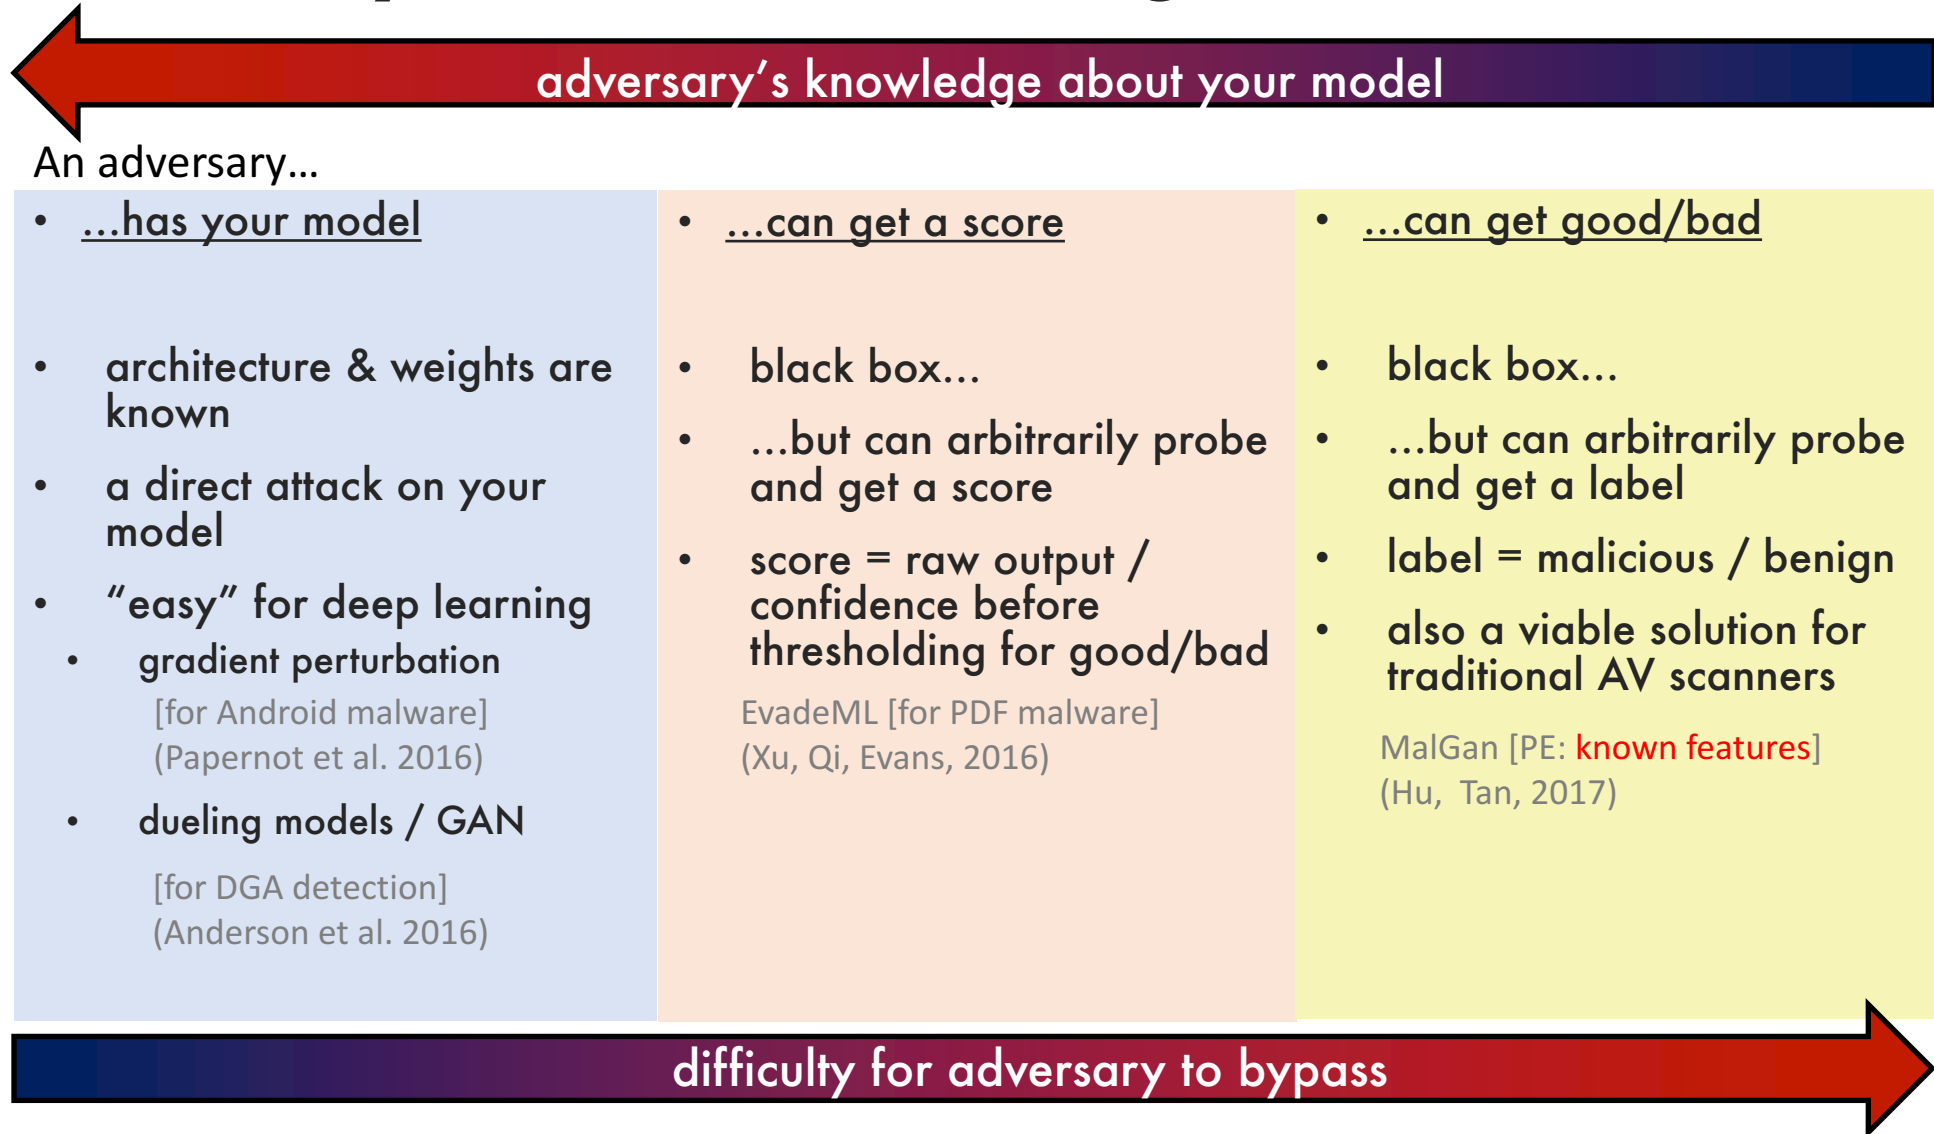 adversary's knowledge about your model
An adversary...
• ...has your model
• architecture & weights are
known
• a direct attack on your
model
• "easy" for deep learning
• gradient perturbation
[for Android malware]
(Papernot et al. 2016)
• dueling models / GAN
[for DGA detection]
(Anderson et al. 2016)
• ...can get a score
• black box...
• ...but can arbitrarily probe
and get a score
• score = raw output /
confidence before
thresholding for good/bad
EvadeML [for PDF malware]
(Xu, Qi, Evans, 2016)
• ...can get good/bad
• black box...
• ...but can arbitrarily probe
and get a label
• label = malicious / benign
• also a viable solution for
traditional AV scanners
MalGan [PE: known features]
(Hu, Tan, 2017)
difficulty for adversary to bypass